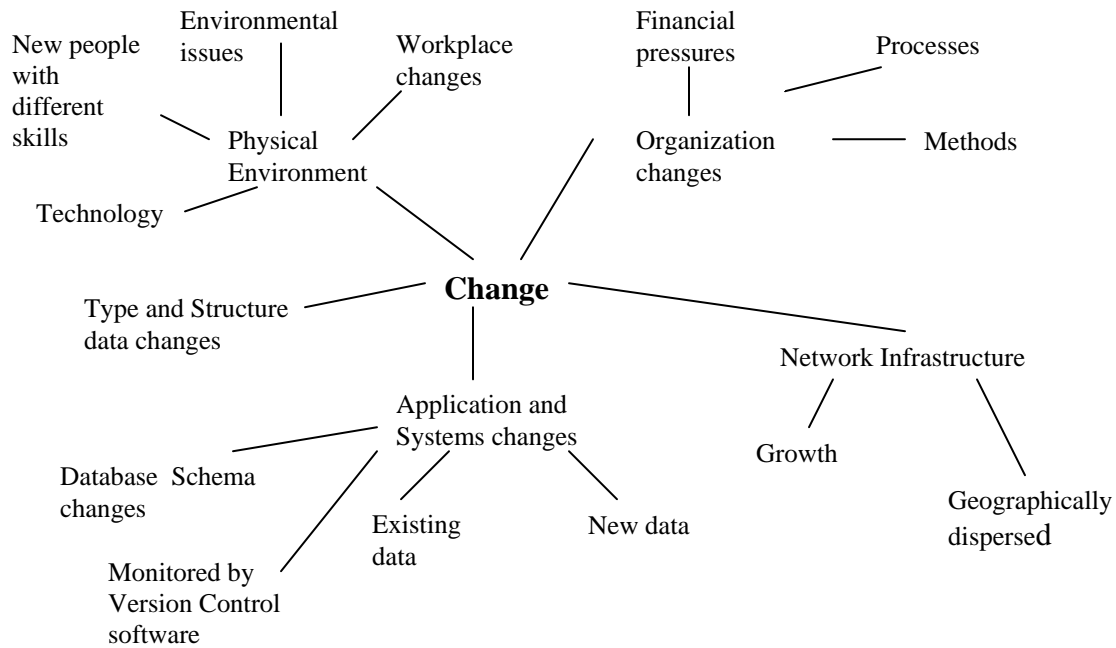 Environmental
issues
Financial
pressures
New people
with
different
skills
Workplace
changes
Processes
Physical
Environment
Organization
changes
Methods
Technology
Change
Type and Structure
data changes
Network Infrastructure
Application and
Systems changes
Growth
Database Schema
changes
Existing
data
New data
Geographically
dispersed
Monitored by
Version Control
software